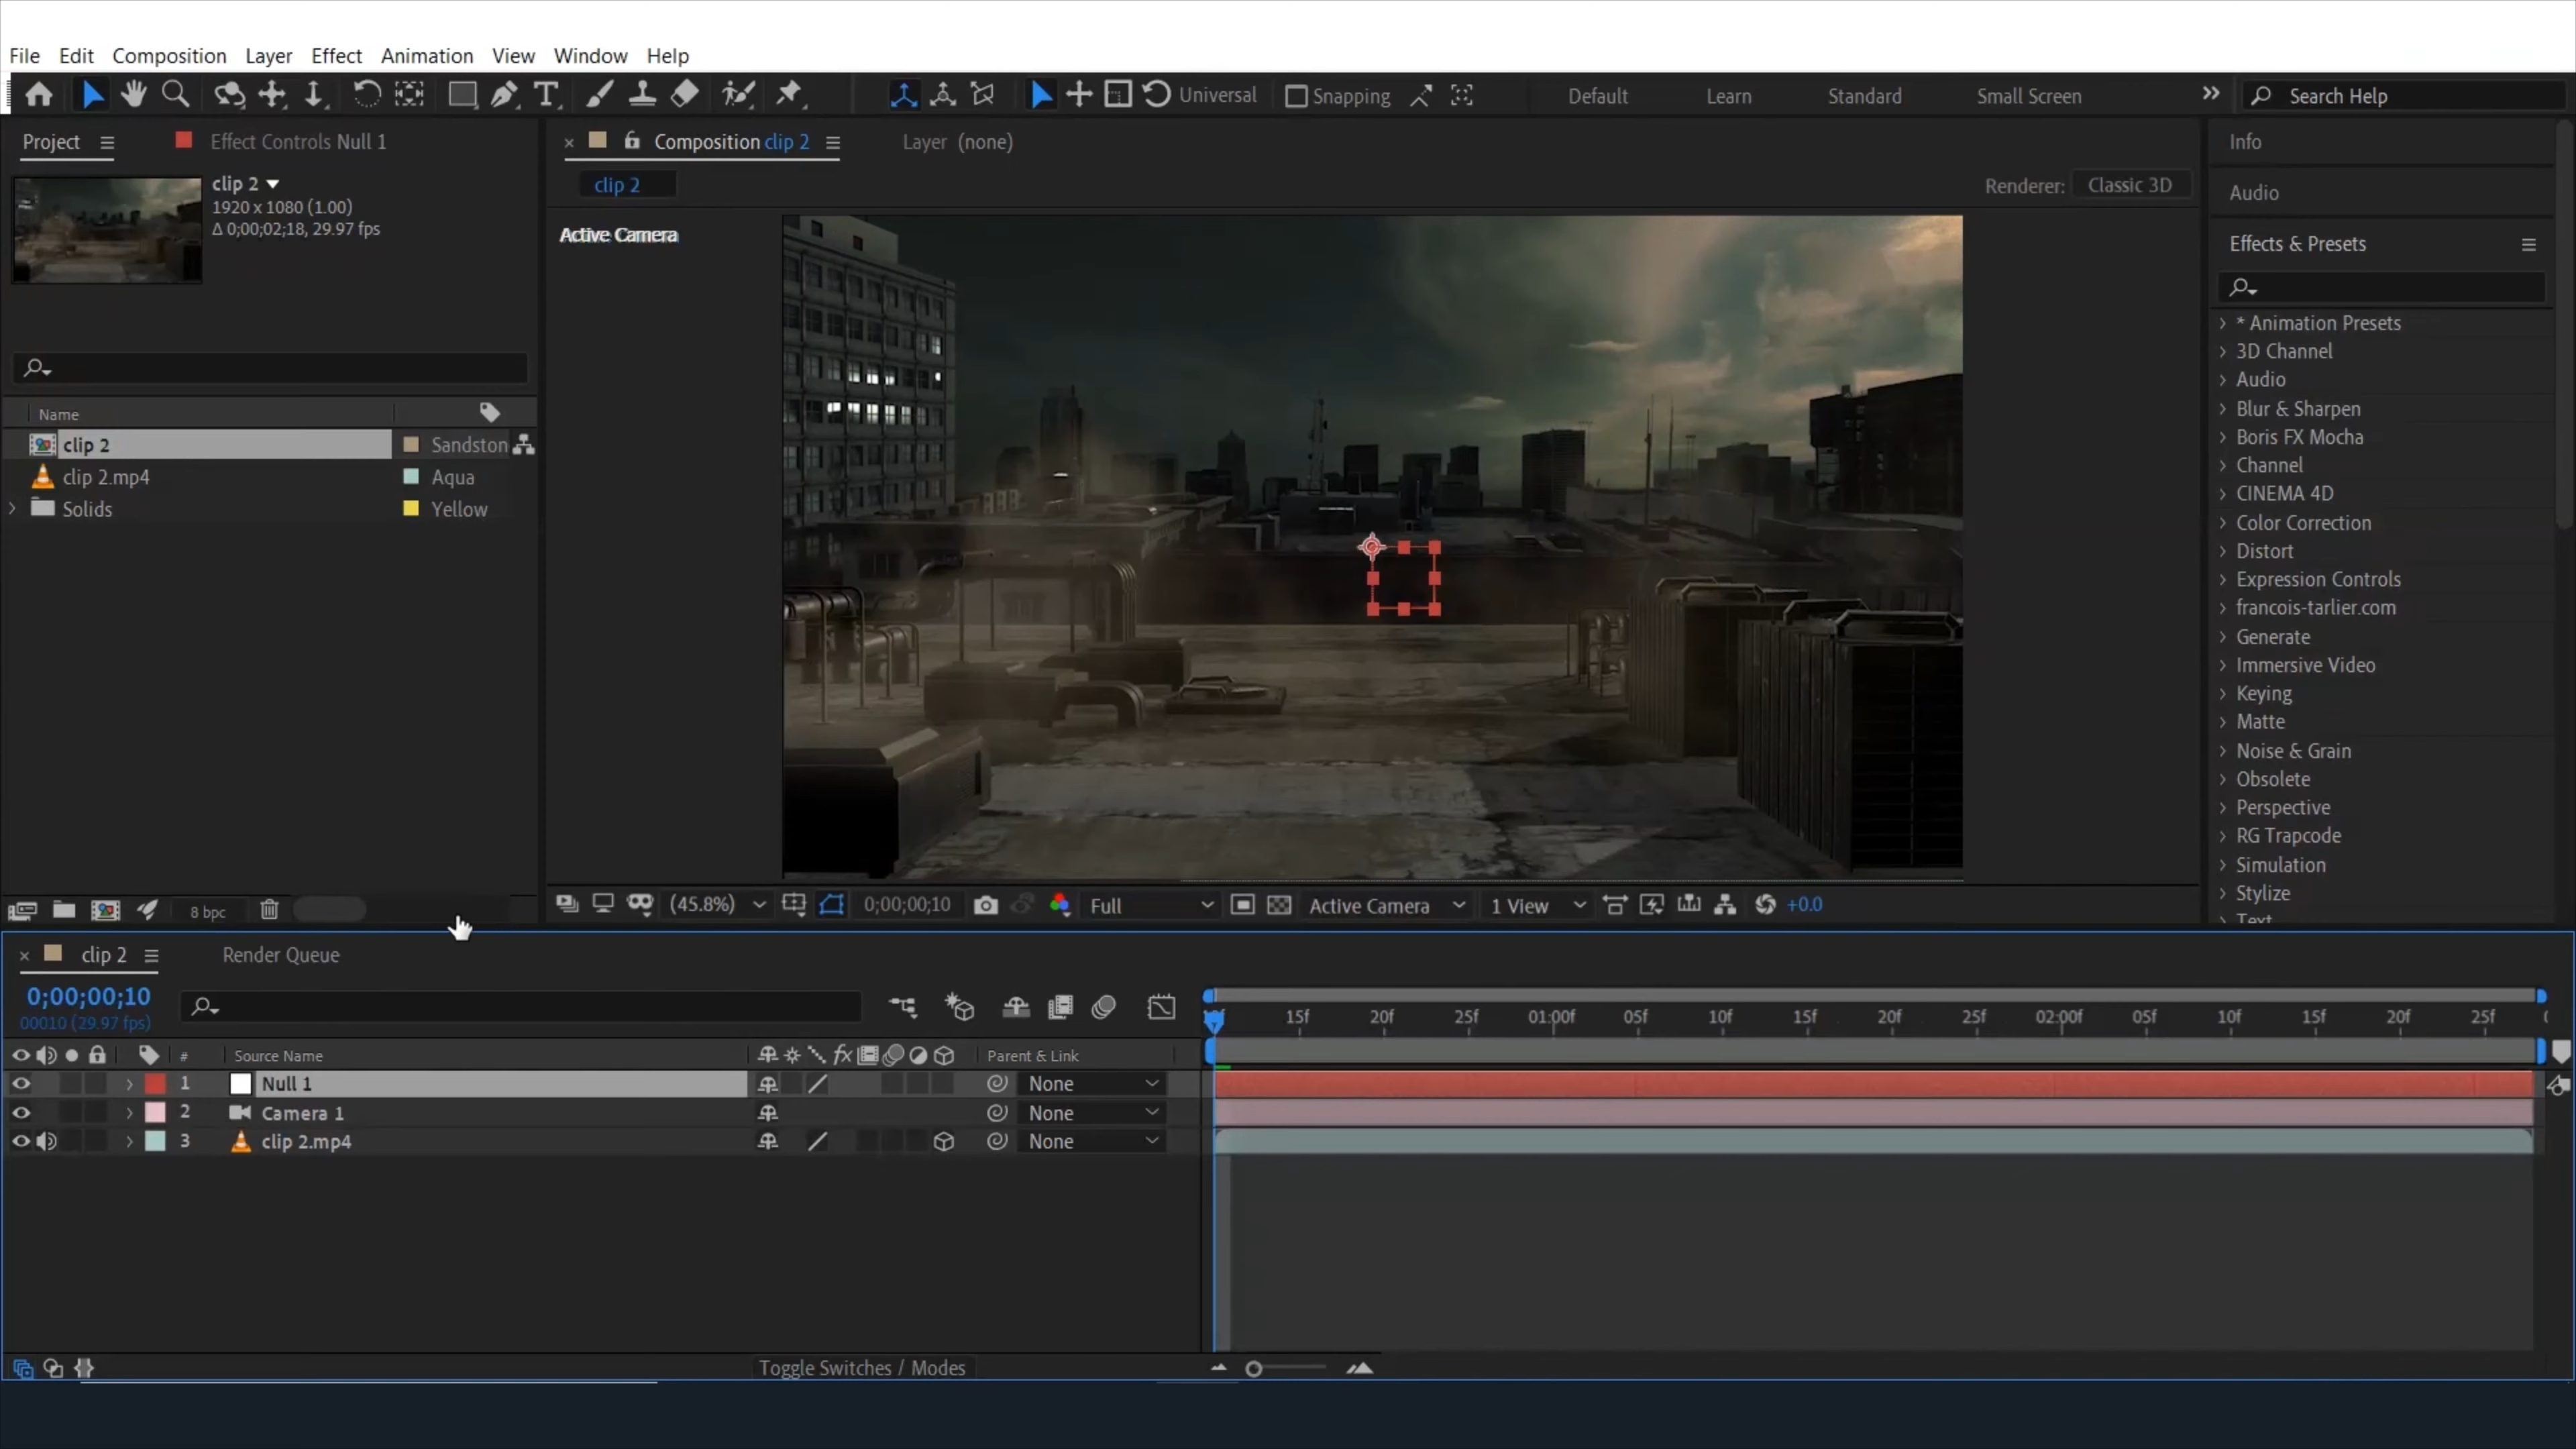 File Edit Composition Layer Effect Animation View Window Help
Universal Snapping Default Learn Standard Small Screen Search Help
Project Effect Controls Null 1
clip 2
1920 x 1080 (1.00)
Δ 0;00;02;18, 29.97 fps
Name
clip 2 Sandston
clip 2.mp4 Aqua
Solids Yellow
8 bpc
Composition clip 2 Layer (none)
clip 2
Renderer: Classic 3D
Active Camera
(45.8%) 0;00;00;10 Full Active Camera 1 View +0.0
Info
Audio
Effects & Presets
* Animation Presets
3D Channel
Audio
Blur & Sharpen
Boris FX Mocha
Channel
CINEMA 4D
Color Correction
Distort
Expression Controls
francois-tarlier.com
Generate
Immersive Video
Keying
Matte
Noise & Grain
Obsolete
Perspective
RG Trapcode
Simulation
Stylize
Text
clip 2 Render Queue
0;00;00;10
00010 (29.97 fps)
15f 20f 25f 01:00f 05f 10f 15f 20f 25f 02:00f 05f 10f 15f 20f 25f
# Source Name fx Parent & Link
1 Null 1 None
2 Camera 1 None
3 clip 2.mp4 None
Toggle Switches / Modes